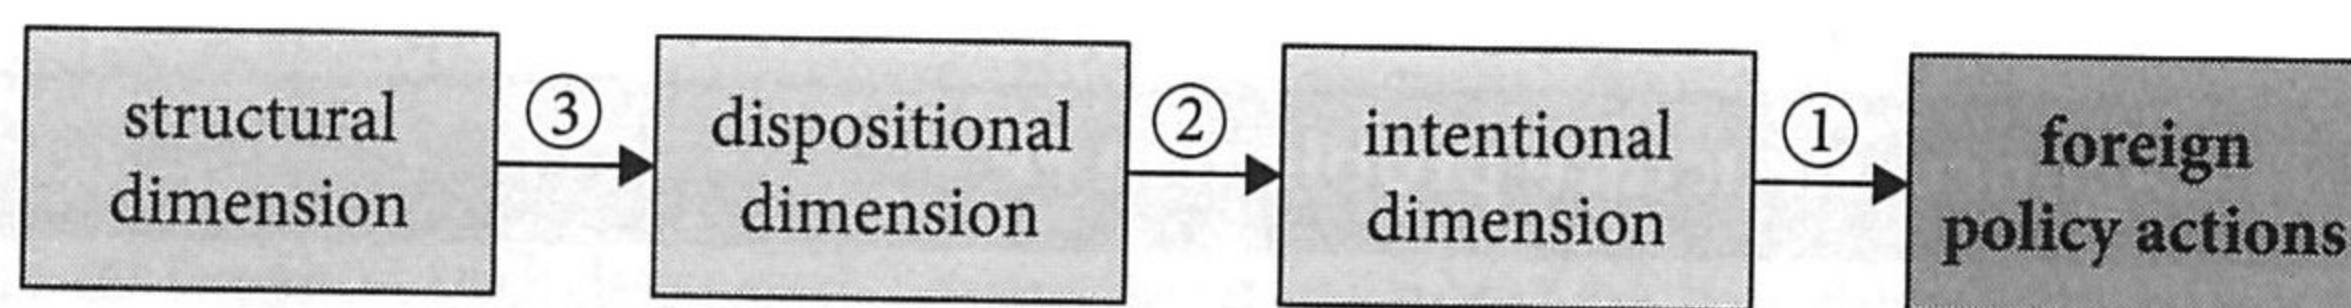 structural
dimension
③
dispositional
dimension
②
intentional
dimension
①
foreign
policy actions